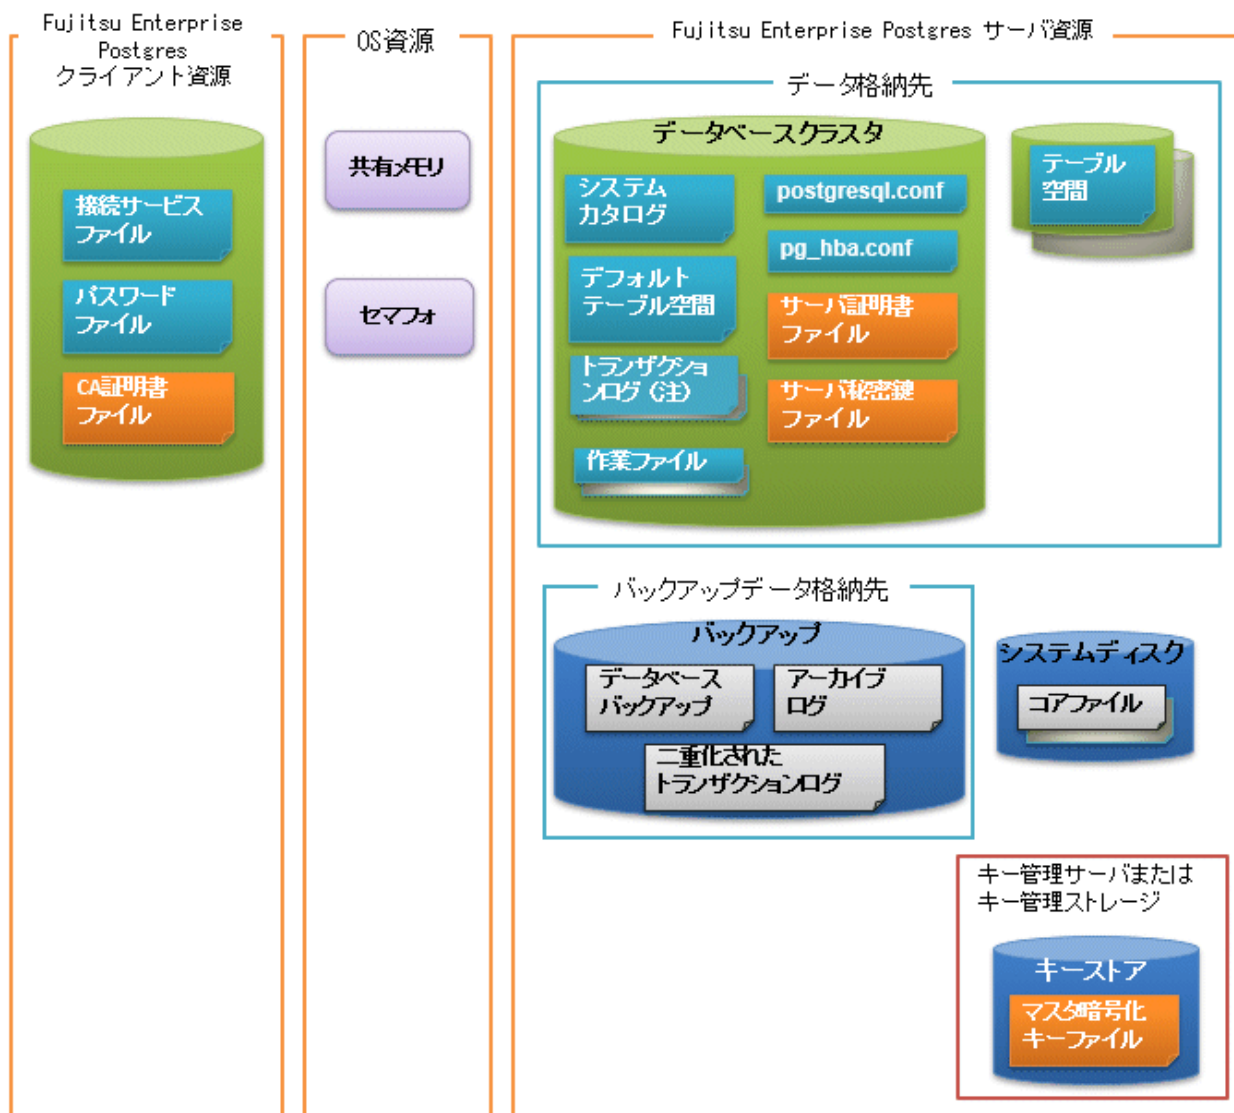 Fujitsu Enterprise
Postgres
クライアント資源
接続サービス
ファイル
パスワード
ファイル
CA証明書
ファイル
OS資源
共有メモリ
セマフォ
Fujitsu Enterprise Postgres サーバ資源
データ格納先
データベースクラスタ
システム
カタログ
デフォルト
テーブル空間
トランザクショ
ンログ（注）
作業ファイル
postgresql.conf
pg_hba.conf
サーバ証明書
ファイル
サーバ秘密鍵
ファイル
テーブル
空間
バックアップデータ格納先
バックアップ
データベース
バックアップ
アーカイブ
ログ
二重化された
トランザクションログ
システムディスク
コアファイル
キー管理サーバまたは
キー管理ストレージ
キーストア
マスタ暗号化
キーファイル